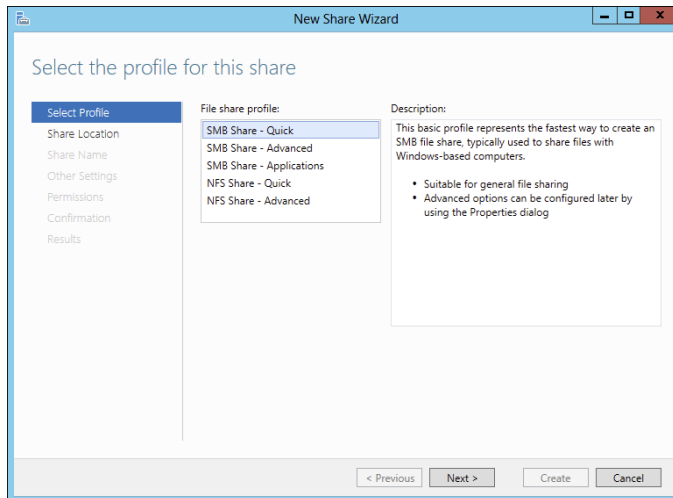 New Share Wizard
Select the profile for this share
Select Profile
Share Location
Share Name
Other Settings
Permissions
Confirmation
Results
File share profile:
SMB Share - Quick
SMB Share - Advanced
SMB Share - Applications
NFS Share - Quick
NFS Share - Advanced
Description:
This basic profile represents the fastest way to create an
SMB file share, typically used to share files with
Windows-based computers.
• Suitable for general file sharing
• Advanced options can be configured later by
using the Properties dialog
< Previous
Next >
Create
Cancel